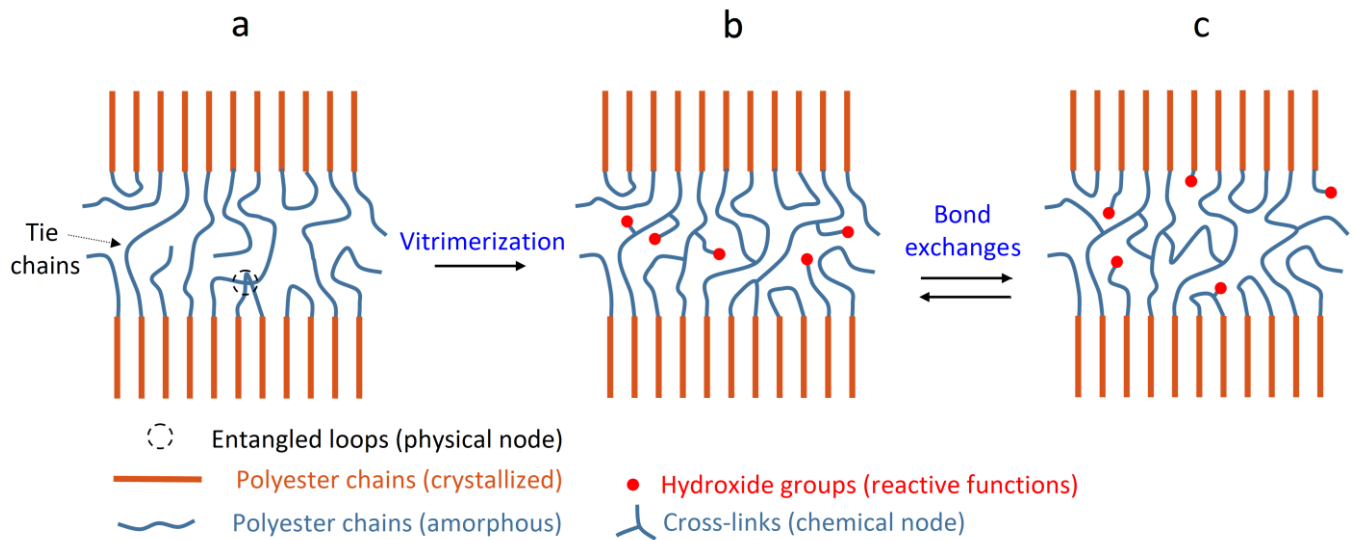 a
b
c
Tie
chains
Vitrimerization
Bond
exchanges
Entangled loops (physical node)
Polyester chains (crystallized)
Hydroxide groups (reactive functions)
Polyester chains (amorphous)
Cross-links (chemical node)